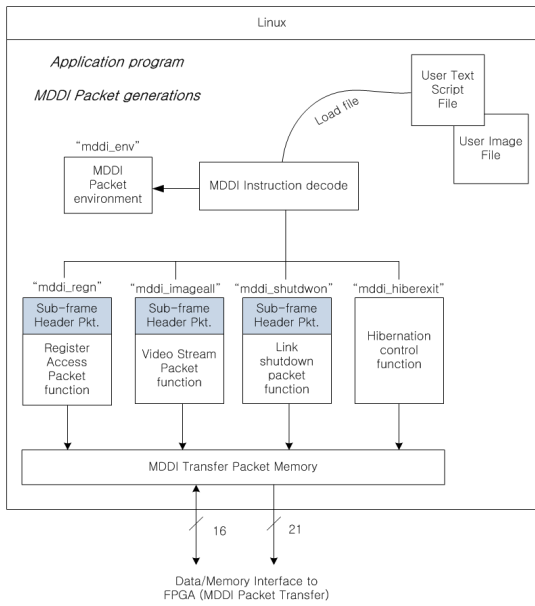 Linux
Application program
MDDI Packet generations
User Text
Script
File
User Image
File
Load file
"mddi_env"
MDDI
Packet
environment
MDDI Instruction decode
"mddi_regn"
"mddi_imageall"
"mddi_shutdwon"
"mddi_hiberexit"
Sub-frame
Header Pkt.
Register
Access
Packet
function
Sub-frame
Header Pkt.
Video Stream
Packet
function
Sub-frame
Header Pkt.
Link
shutdown
packet
function
Hibernation
control
function
MDDI Transfer Packet Memory
16
21
Data/Memory Interface to
FPGA (MDDI Packet Transfer)